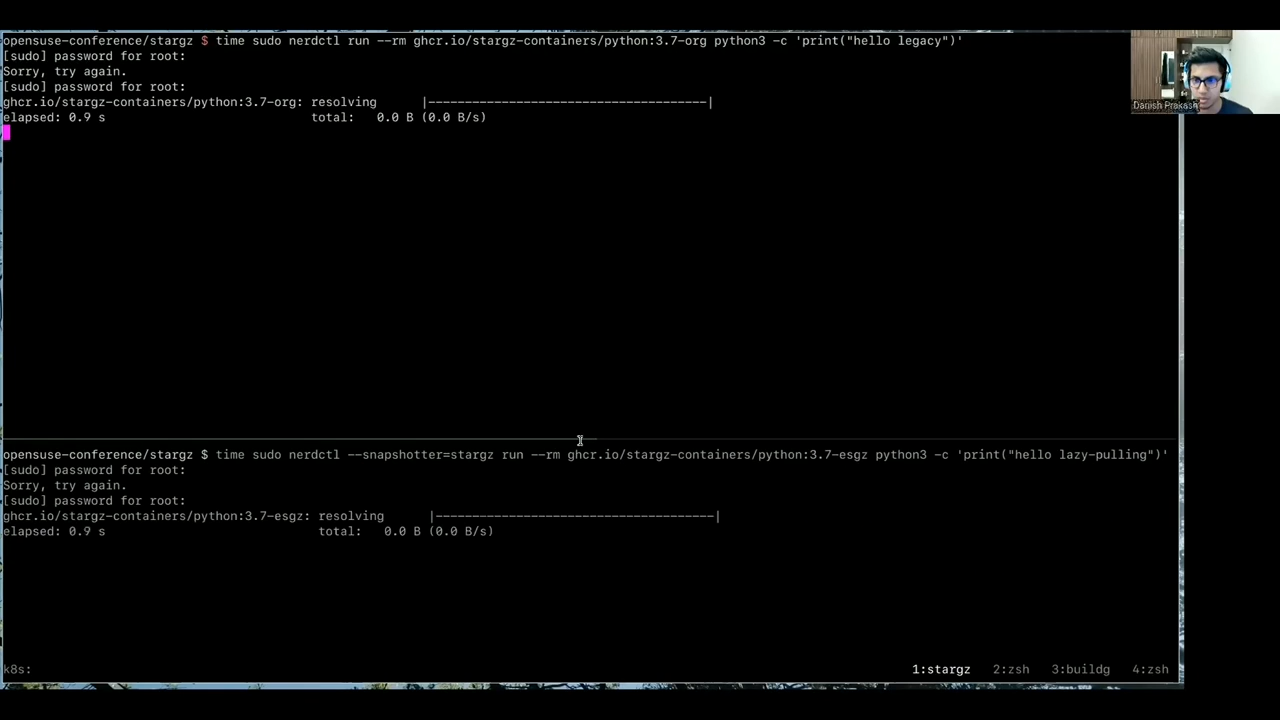 opensuse-conference/stargz $ time sudo nerdctl run --rm ghcr.io/stargz-containers/python:3.7-org python3 -c 'print("hello legacy")'
[sudo] password for root:
Sorry, try again.
[sudo] password for root:
ghcr.io/stargz-containers/python:3.7-org: resolving |--------------------------------------|
elapsed: 0.9 s total: 0.0 B (0.0 B/s)
Danish Prakash
opensuse-conference/stargz $ time sudo nerdctl --snapshotter=stargz run --rm ghcr.io/stargz-containers/python:3.7-esgz python3 -c 'print("hello lazy-pulling")'
[sudo] password for root:
Sorry, try again.
[sudo] password for root:
ghcr.io/stargz-containers/python:3.7-esgz: resolving |--------------------------------------|
elapsed: 0.9 s total: 0.0 B (0.0 B/s)
k8s: 1:stargz 2:zsh 3:buildg 4:zsh